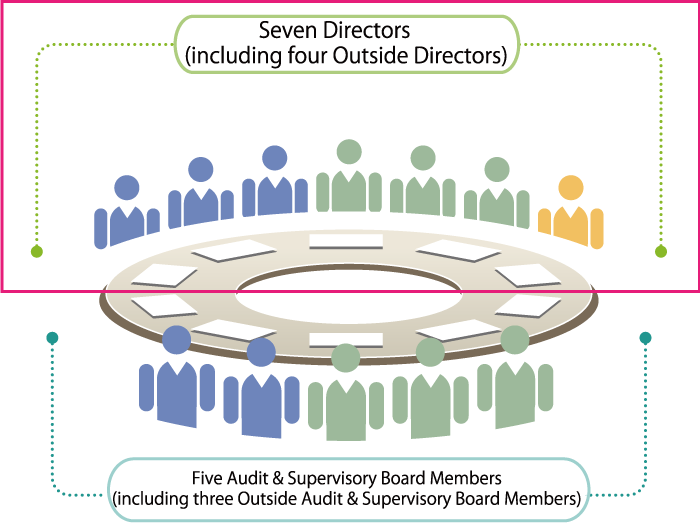 Seven Directors
(including four Outside Directors)
Five Audit & Supervisory Board Members
(including three Outside Audit & Supervisory Board Members)